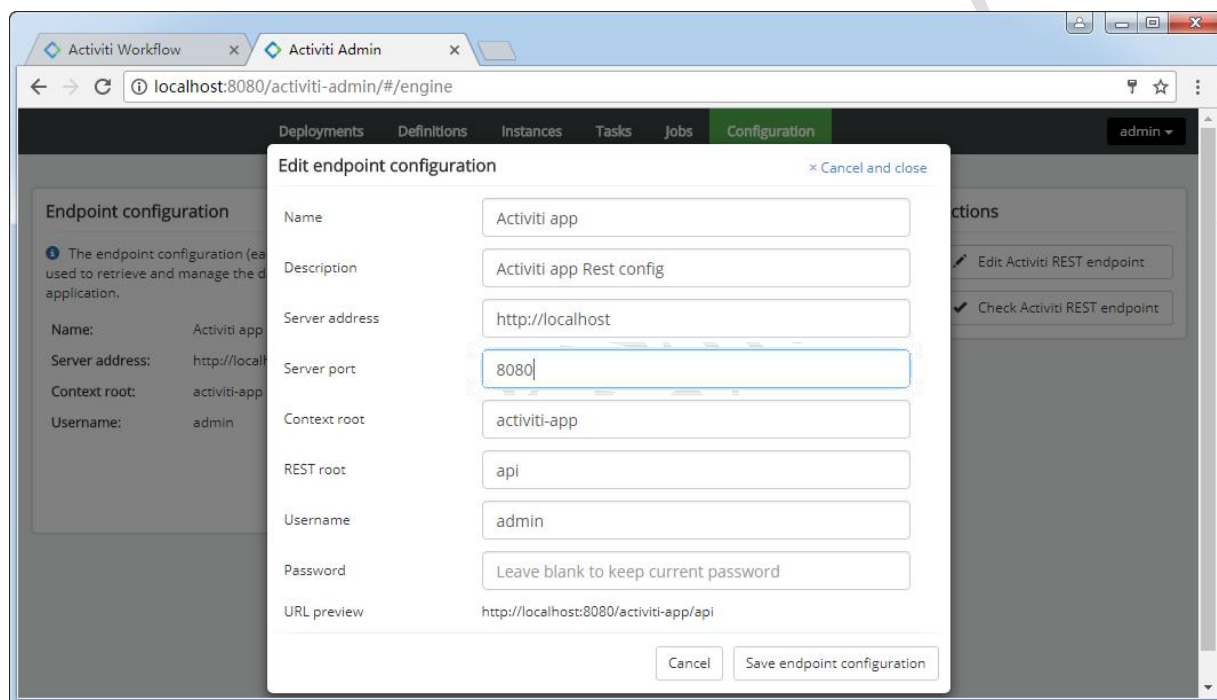 Activiti Workflow
Activiti Admin
localhost:8080/activiti-admin/#/engine
Deployments Definitions Instances Tasks Jobs Configuration admin
Edit endpoint configuration × Cancel and close
Endpoint configuration
The endpoint configuration (ea
used to retrieve and manage the d
application.
Name: Activiti app
Server address: http://localh
Context root: activiti-app
Username: admin
Name Activiti app
Description Activiti app Rest config
Server address http://localhost
Server port 8080
Context root activiti-app
REST root api
Username admin
Password Leave blank to keep current password
URL preview http://localhost:8080/activiti-app/api
Cancel Save endpoint configuration
ctions
Edit Activiti REST endpoint
Check Activiti REST endpoint